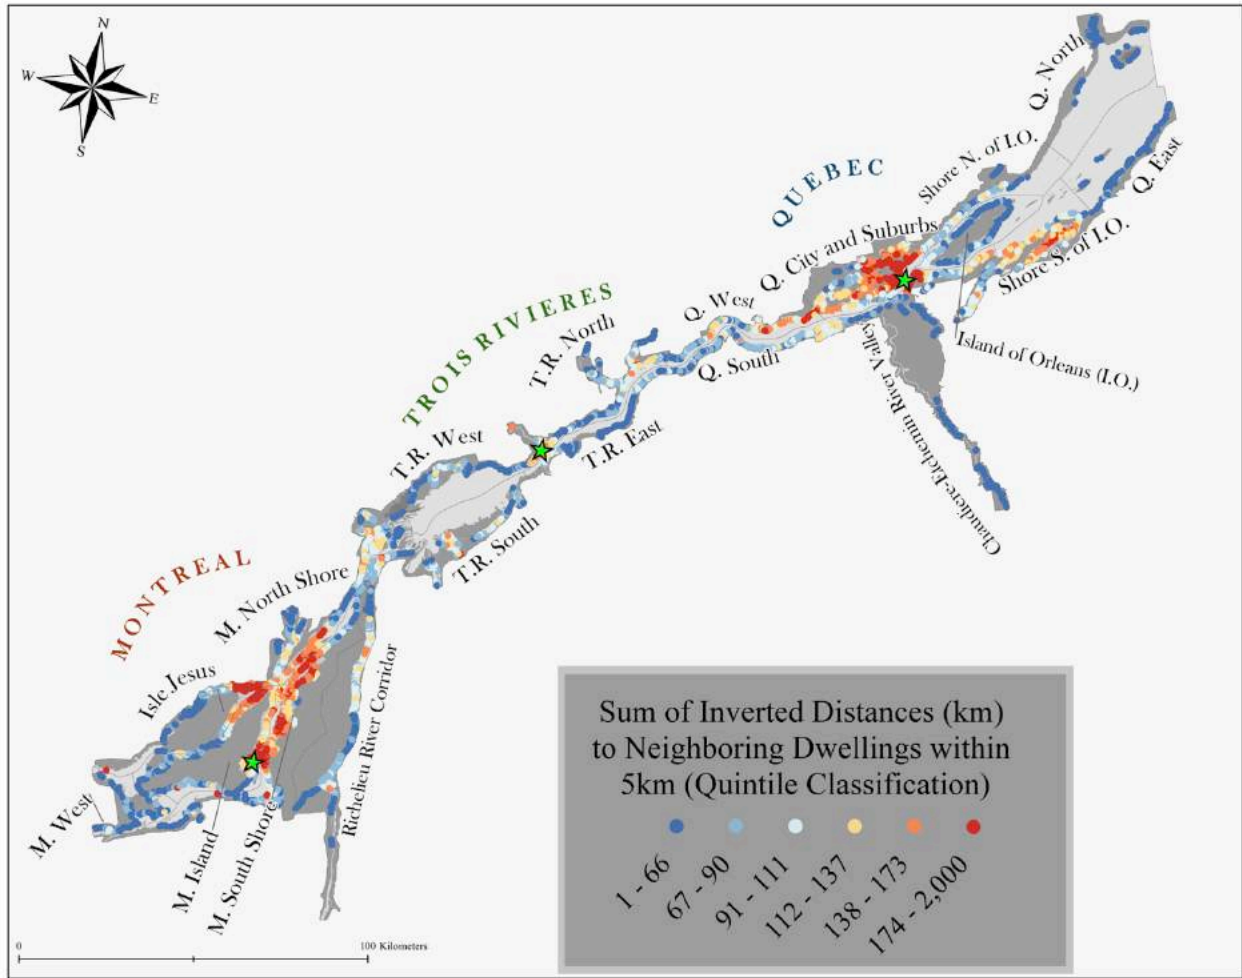 N
W
E
S
Q. North
Q. East
Shore N. of I.O.
QUEBEC
Q. City and Suburbs
Shore S. of I.O.
Q. West
Island of Orleans (I.O.)
Q. South
Chaudiere-Etchemin River Valley
TROIS RIVIERES
T.R. North
T.R. East
T.R. West
T.R. South
MONTREAL
M. North Shore
Isle Jesus
Richelieu River Corridor
M. West
M. Island
M. South Shore
Sum of Inverted Distances (km)
to Neighboring Dwellings within
5km (Quintile Classification)
1 - 66
67 - 90
91 - 111
112 - 137
138 - 173
174 - 2,000
0
100 Kilometers